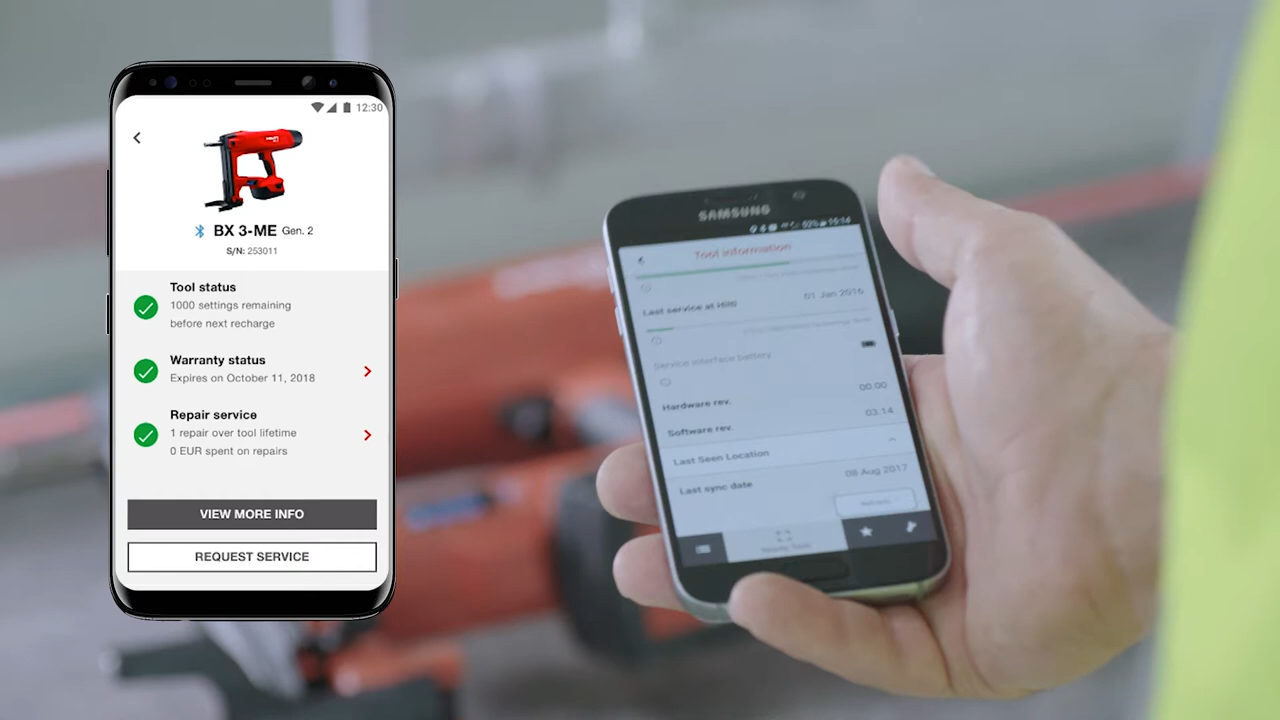 12:30
BX 3-ME Gen. 2
S/N: 253011
Tool status
1000 settings remaining
before next recharge
Warranty status
Expires on October 11, 2018
Repair service
1 repair over tool lifetime
0 EUR spent on repairs
VIEW MORE INFO
REQUEST SERVICE
SAMSUNG
Tool information
Last service at Hilti 01 Jan 2016
Service interface battery
Hardware rev. 00.00
Software rev. 03.14
Last Seen Location
Last sync date 08 Aug 2017
Nearby Tools